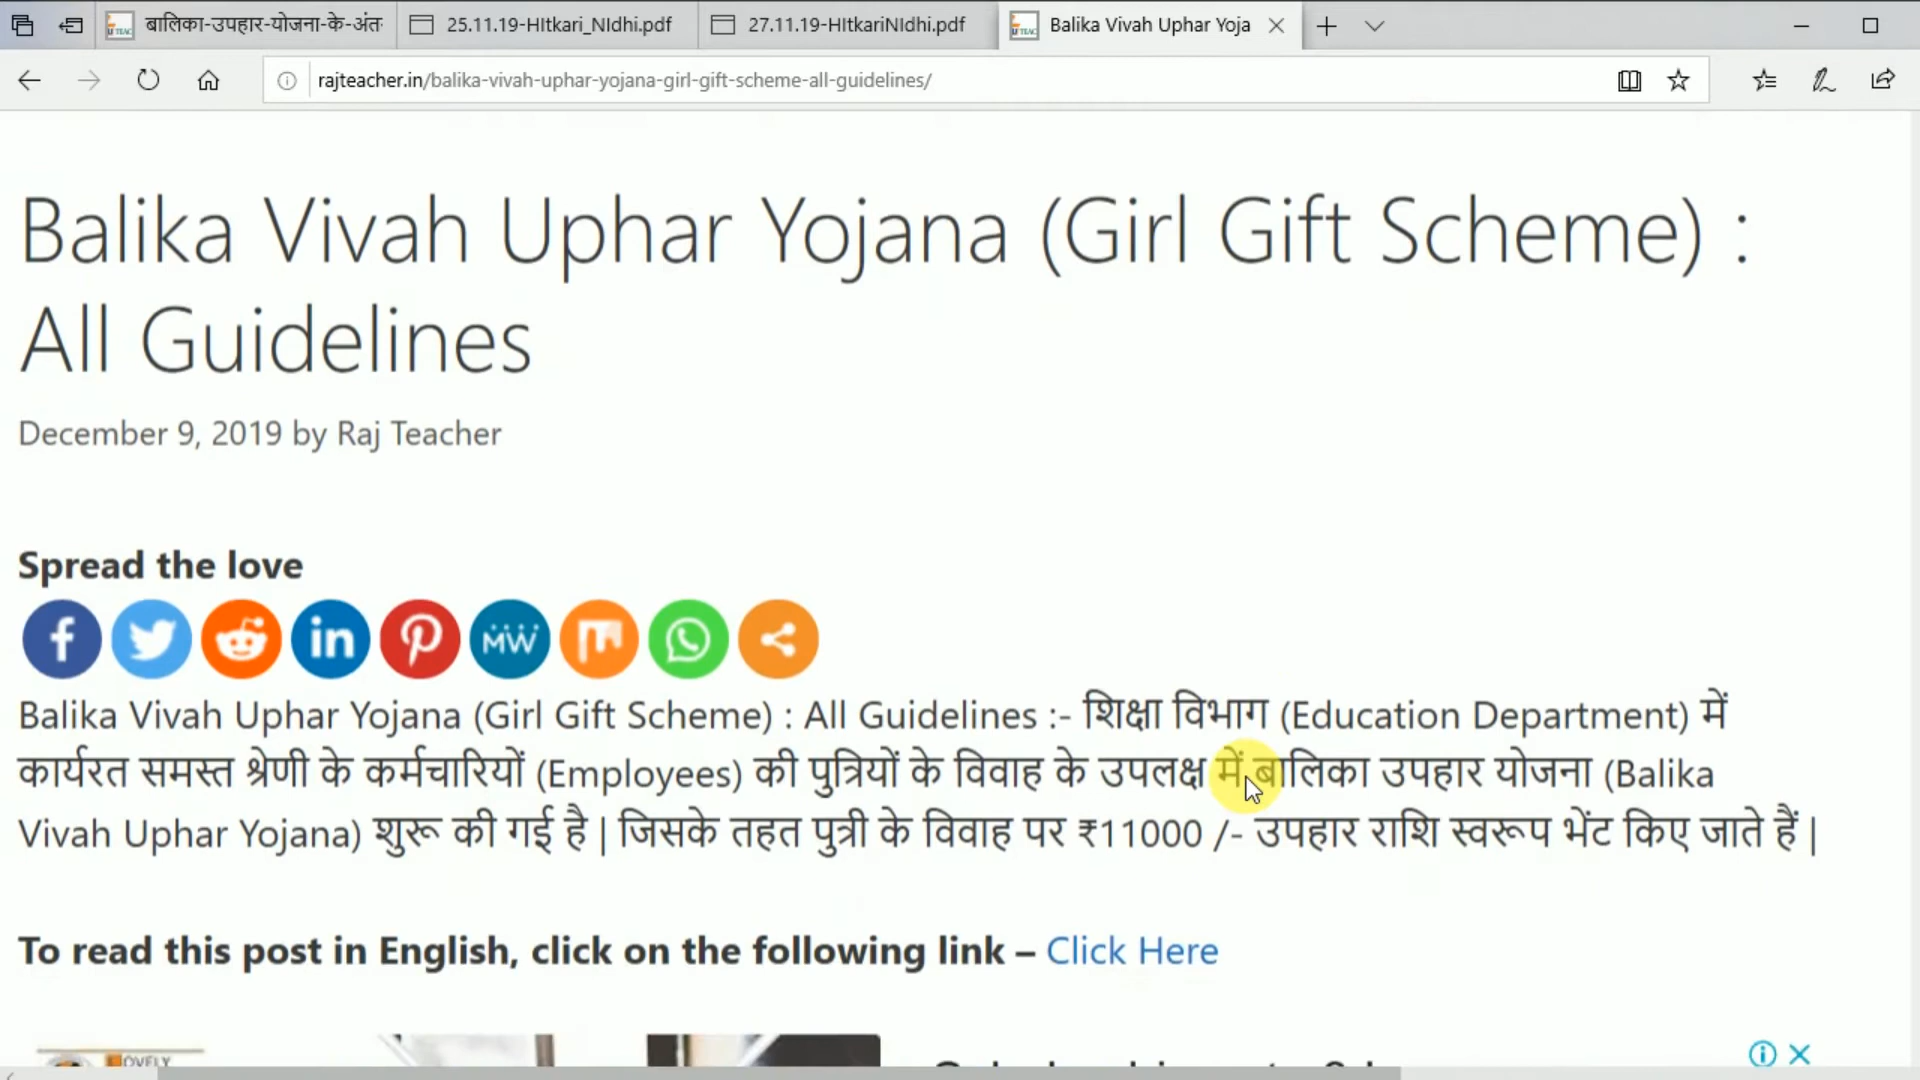 बालिका-उपहार-योजना-के-अंत
25.11.19-HItkari_NIdhi.pdf
27.11.19-HItkariNIdhi.pdf
Balika Vivah Uphar Yoja
rajteacher.in/balika-vivah-uphar-yojana-girl-gift-scheme-all-guidelines/
Balika Vivah Uphar Yojana (Girl Gift Scheme) :
All Guidelines
December 9, 2019 by Raj Teacher
Spread the love
Balika Vivah Uphar Yojana (Girl Gift Scheme) : All Guidelines :- शिक्षा विभाग (Education Department) में
कार्यरत समस्त श्रेणी के कर्मचारियों (Employees) की पुत्रियों के विवाह के उपलक्ष में बालिका उपहार योजना (Balika
Vivah Uphar Yojana) शुरू की गई है | जिसके तहत पुत्री के विवाह पर ₹11000 /- उपहार राशि स्वरूप भेंट किए जाते हैं |
To read this post in English, click on the following link – Click Here